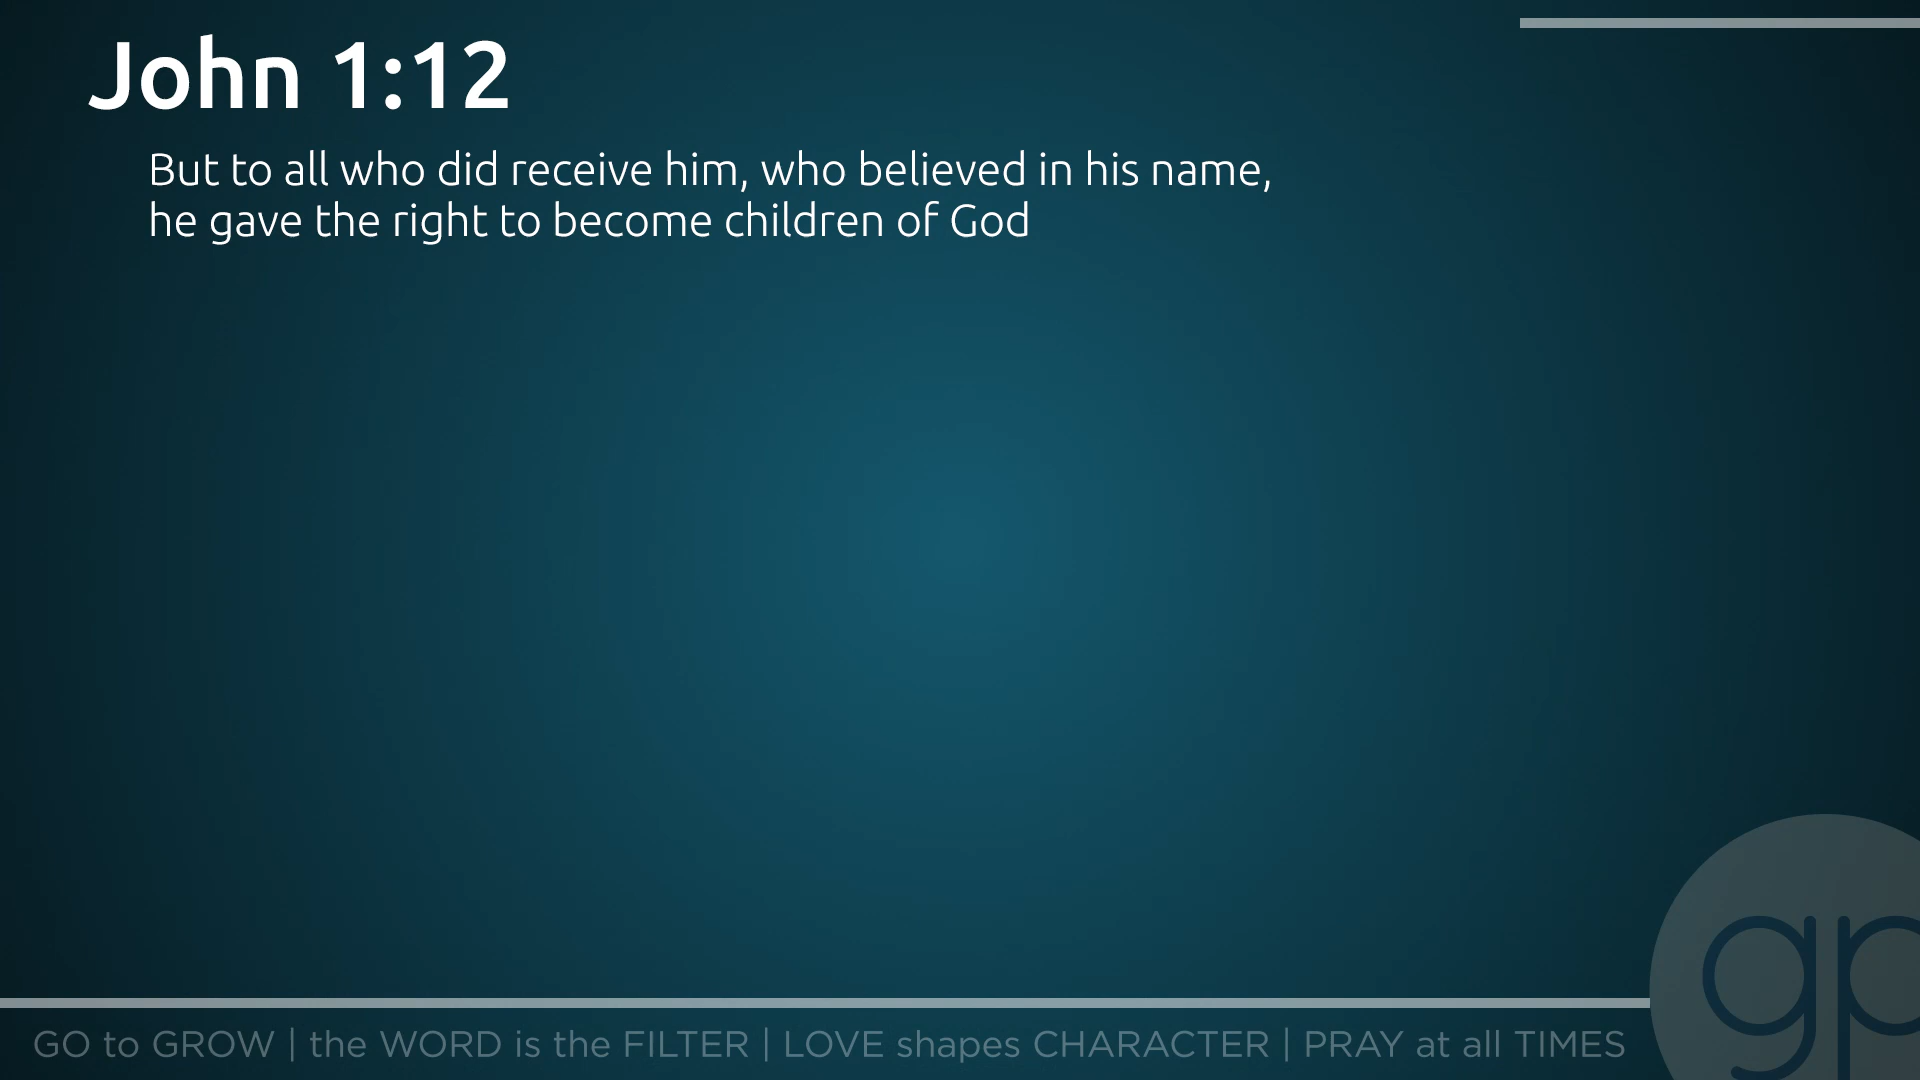 John 1:12
But to all who did receive him, who believed in his name,
he gave the right to become children of God
GO to GROW | the WORD is the FILTER | LOVE shapes CHARACTER | PRAY at all TIMES
gp